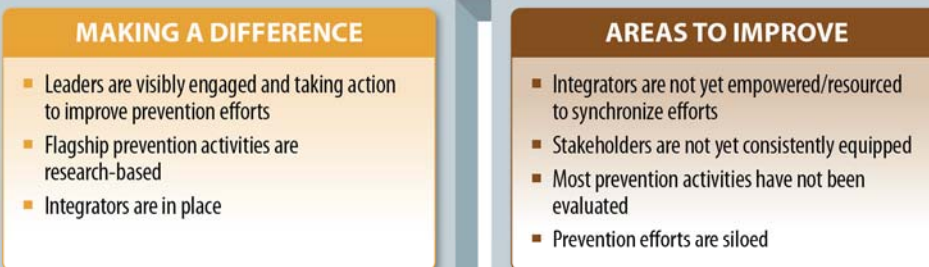 MAKING A DIFFERENCE
▪ Leaders are visibly engaged and taking action
to improve prevention efforts
▪ Flagship prevention activities are
research-based
▪ Integrators are in place
AREAS TO IMPROVE
▪ Integrators are not yet empowered/resourced
to synchronize efforts
▪ Stakeholders are not yet consistently equipped
▪ Most prevention activities have not been
evaluated
▪ Prevention efforts are siloed